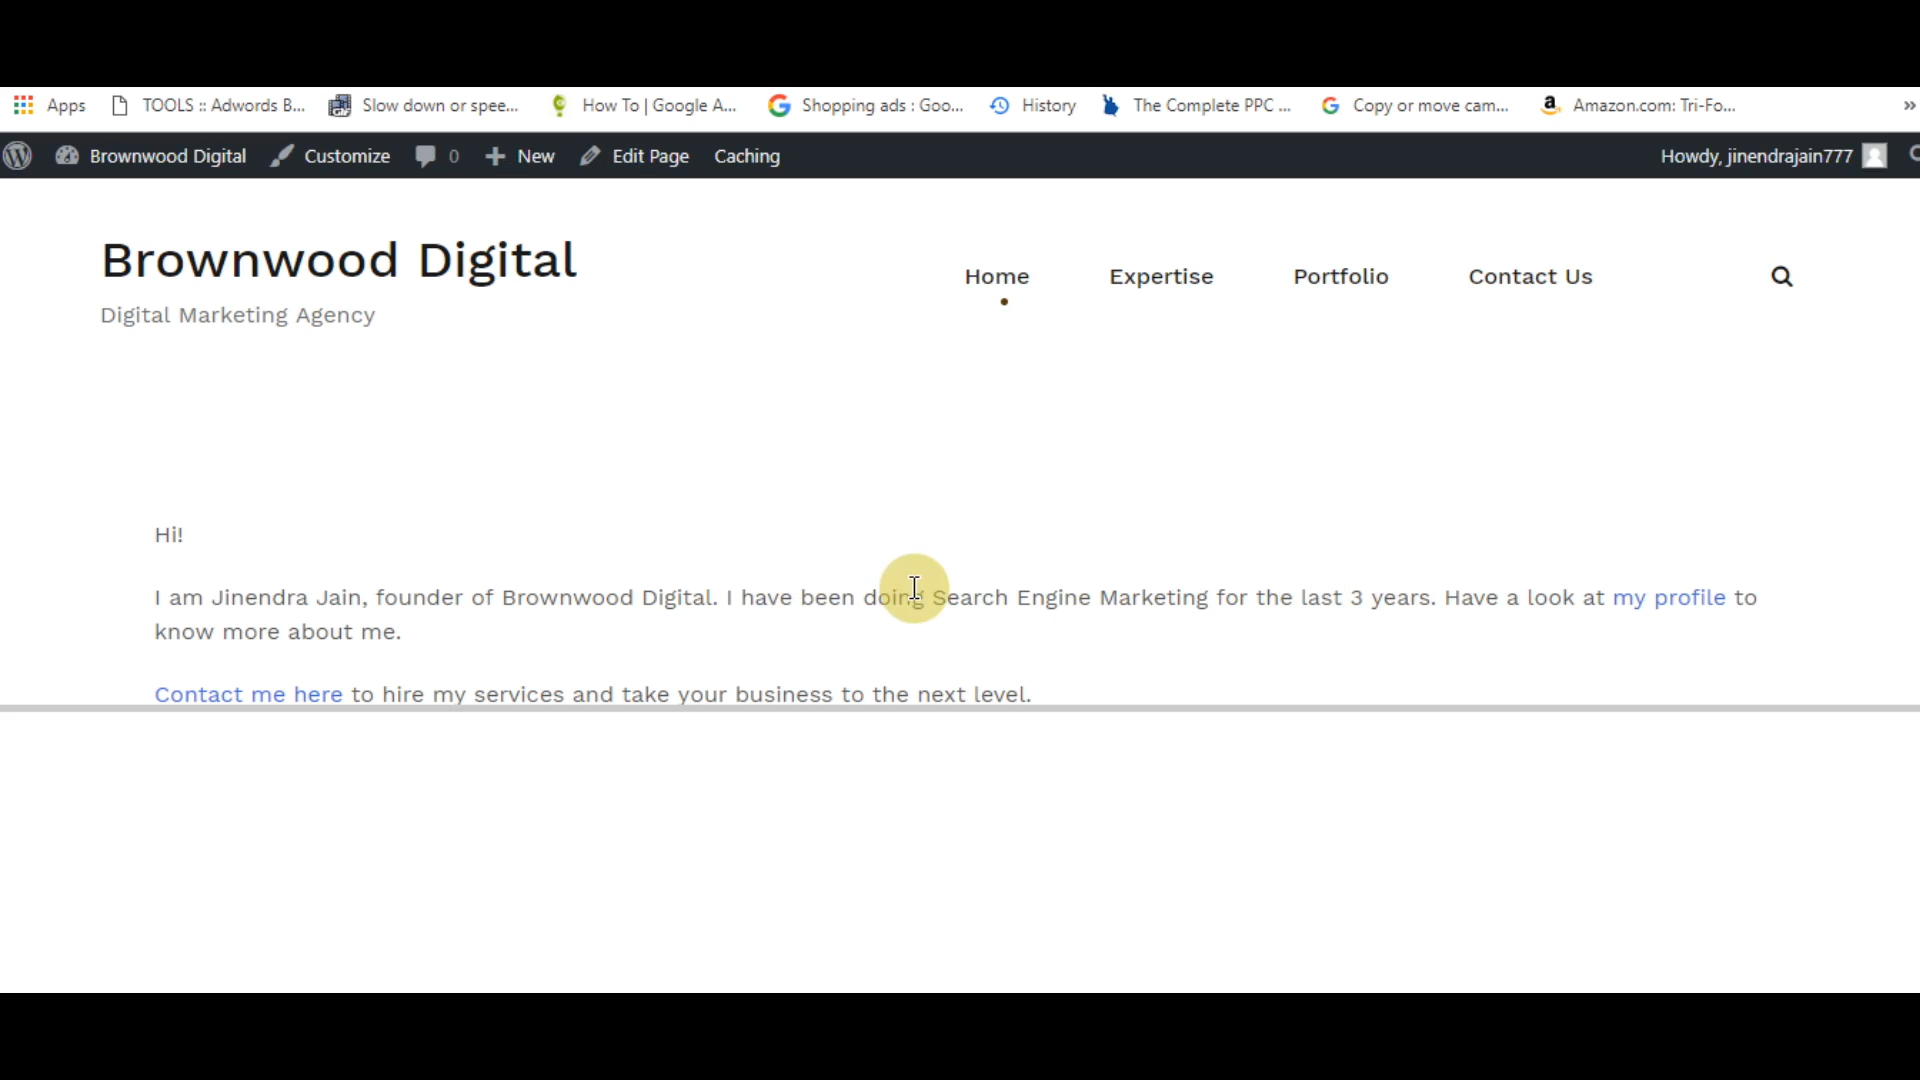 Apps TOOLS :: Adwords B... Slow down or spee... How To | Google A... Shopping ads : Goo... History The Complete PPC ... Copy or move cam... Amazon.com: Tri-Fo... »
Brownwood Digital Customize 0 New Edit Page Caching Howdy, jinendrajain777
Brownwood Digital
Home Expertise Portfolio Contact Us
Digital Marketing Agency
Hi!
I am Jinendra Jain, founder of Brownwood Digital. I have been doing Search Engine Marketing for the last 3 years. Have a look at my profile to
know more about me.
Contact me here to hire my services and take your business to the next level.